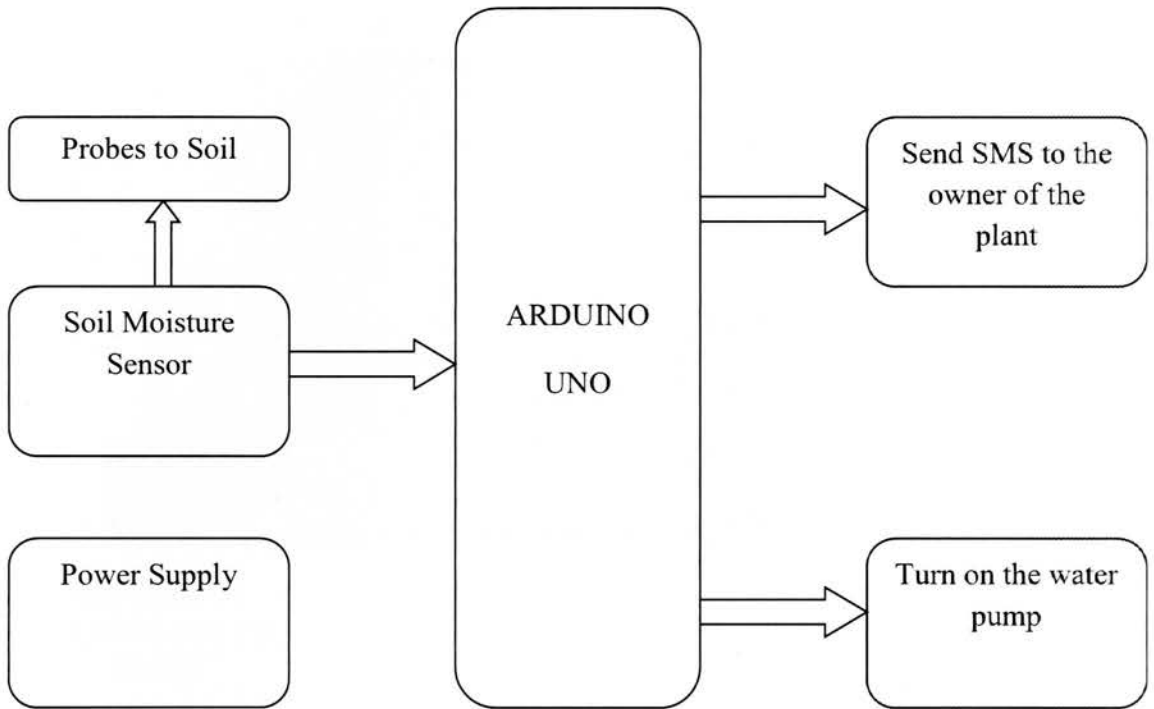 Probes to Soil
Soil Moisture
Sensor
Power Supply
ARDUINO
UNO
Send SMS to the
owner of the
plant
Turn on the water
pump